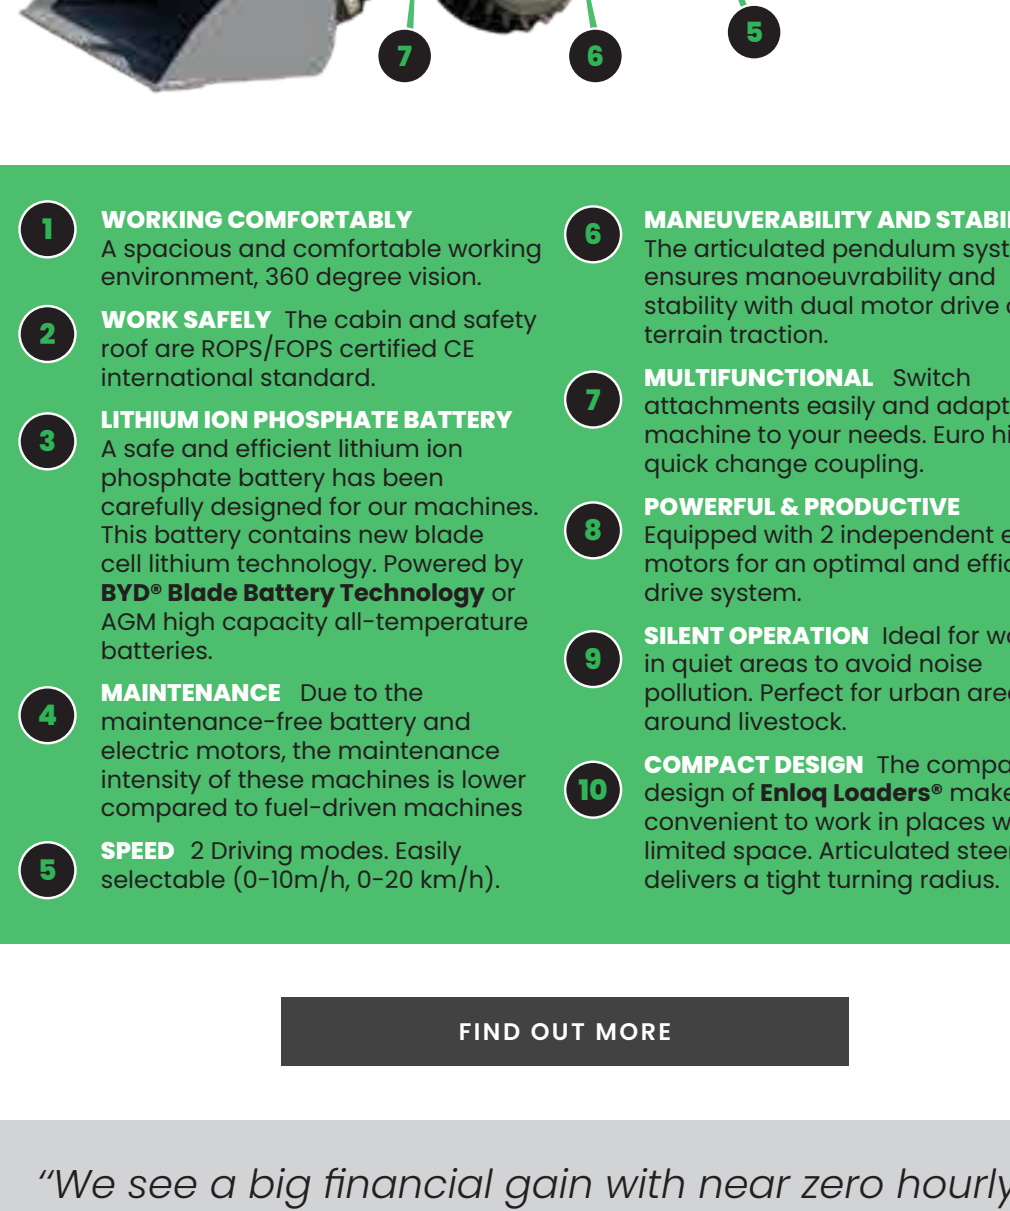 7
6
5
1
WORKING COMFORTABLY
A spacious and comfortable working
environment, 360 degree vision.
2
WORK SAFELY The cabin and safety
roof are ROPS/FOPS certified CE
international standard.
3
LITHIUM ION PHOSPHATE BATTERY
A safe and efficient lithium ion
phosphate battery has been
carefully designed for our machines.
This battery contains new blade
cell lithium technology. Powered by
BYD® Blade Battery Technology or
AGM high capacity all-temperature
batteries.
4
MAINTENANCE Due to the
maintenance-free battery and
electric motors, the maintenance
intensity of these machines is lower
compared to fuel-driven machines
5
SPEED 2 Driving modes. Easily
selectable (0-10m/h, 0-20 km/h).
6
MANEUVERABILITY AND
The articulated pendulum
ensures manoeuvrability and
stability with dual motor drive
terrain traction.
7
MULTIFUNCTIONAL Switch
attachments easily and adapt
machine to your needs. Euro
quick change coupling.
8
POWERFUL & PRODUCTIVE
Equipped with 2 independent
motors for an optimal and
drive system.
9
SILENT OPERATION Ideal for
in quiet areas to avoid noise
pollution. Perfect for urban
around livestock.
10
COMPACT DESIGN The
design of Enloq Loaders®
convenient to work in places
limited space. Articulated
delivers a tight turning radius.
FIND OUT MORE
“We see a big financial gain with near zero hourly